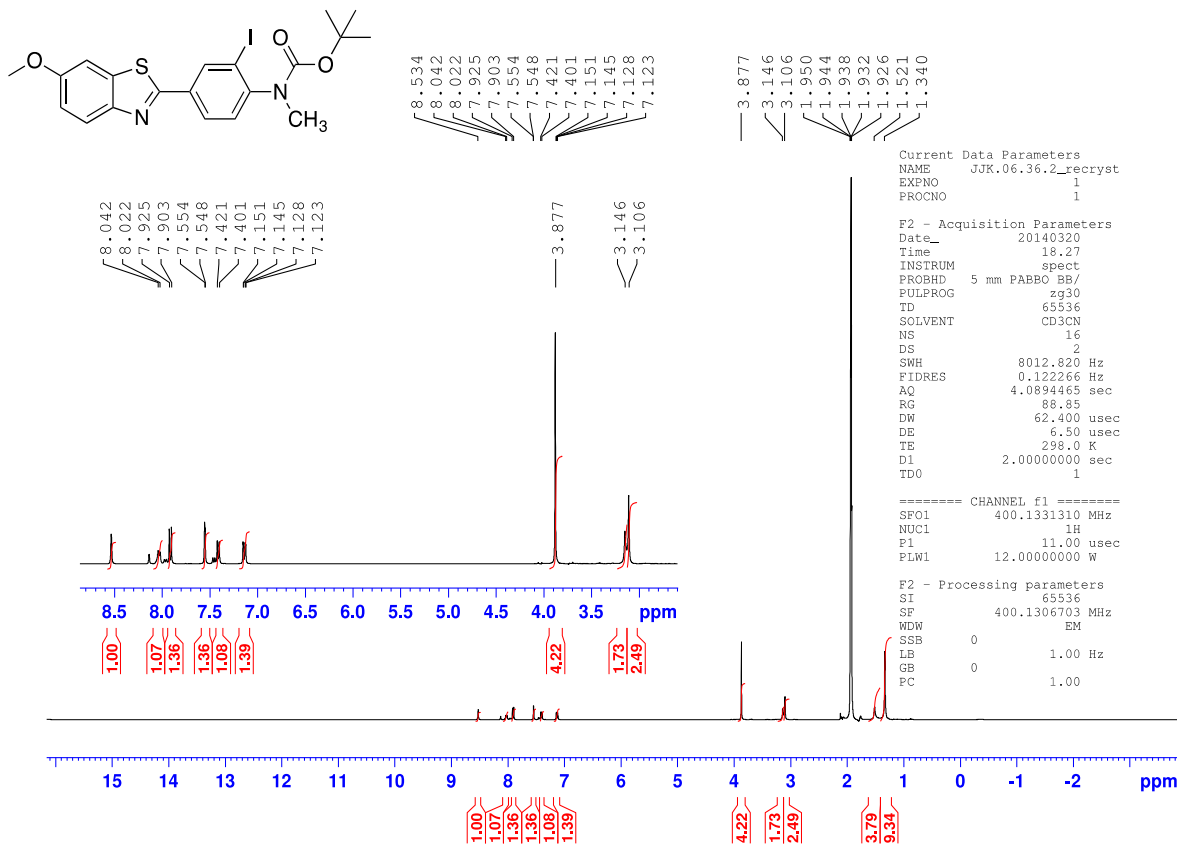 O
S
N
I
O
O
N
CH3
8.534
8.042
8.022
7.925
7.903
7.554
7.548
7.421
7.401
7.151
7.145
7.128
7.123
3.877
3.146
3.106
1.950
1.944
1.938
1.932
1.926
1.521
1.340
8.042
8.022
7.925
7.903
7.554
7.548
7.421
7.401
7.151
7.145
7.128
7.123
3.877
3.146
3.106
Current Data Parameters
NAME JJK.06.36.2_recryst
EXPNO 1
PROCNO 1
F2 - Acquisition Parameters
Date_ 20140320
Time 18.27
INSTRUM spect
PROBHD 5 mm PABBO BB/
PULPROG zg30
TD 65536
SOLVENT CD3CN
NS 16
DS 2
SWH 8012.820 Hz
FIDRES 0.122266 Hz
AQ 4.0894465 sec
RG 88.85
DW 62.400 usec
DE 6.50 usec
TE 298.0 K
D1 2.00000000 sec
TD0 1
======== CHANNEL f1 ========
SFO1 400.1331310 MHz
NUC1 1H
P1 11.00 usec
PLW1 12.00000000 W
F2 - Processing parameters
SI 65536
SF 400.1306703 MHz
WDW EM
SSB 0
LB 1.00 Hz
GB 0
PC 1.00
8.5 8.0 7.5 7.0 6.5 6.0 5.5 5.0 4.5 4.0 3.5 ppm
1.00 1.07 1.36 1.36 1.08 1.39 4.22 1.73 2.49
15 14 13 12 11 10 9 8 7 6 5 4 3 2 1 0 -1 -2 ppm
1.00 1.07 1.36 1.36 1.08 1.39 4.22 1.73 2.49 3.79 9.34